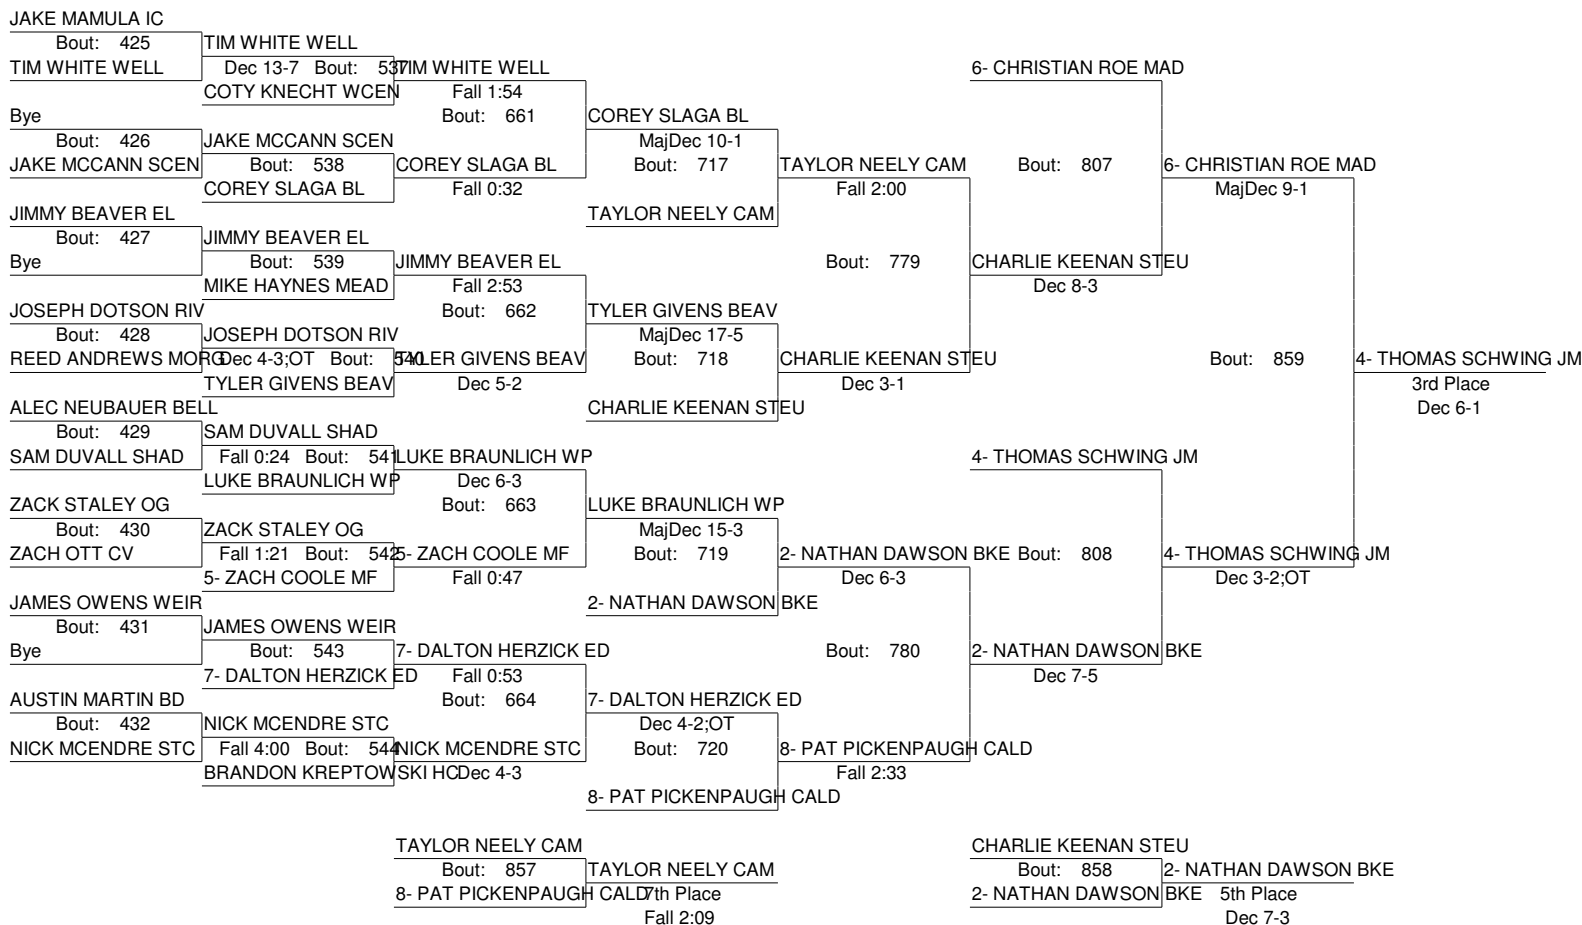 JAKE MAMULA IC
Bout: 425
TIM WHITE WELL
TIM WHITE WELL
Dec 13-7 Bout: 537
COTY KNECHT WCEN
TIM WHITE WELL
Fall 1:54
6- CHRISTIAN ROE MAD
Bye
Bout: 426
JAKE MCCANN SCEN
JAKE MCCANN SCEN
Bout: 538
COREY SLAGA BL
Bout: 661
COREY SLAGA BL
Fall 0:32
COREY SLAGA BL
MajDec 10-1
Bout: 717
TAYLOR NEELY CAM
TAYLOR NEELY CAM
Fall 2:00
Bout: 807
6- CHRISTIAN ROE MAD
MajDec 9-1
JIMMY BEAVER EL
Bout: 427
Bye
JIMMY BEAVER EL
Bout: 539
MIKE HAYNES MEAD
JIMMY BEAVER EL
Fall 2:53
Bout: 779
CHARLIE KEENAN STEU
Dec 8-3
JOSEPH DOTSON RIV
Bout: 428
REED ANDREWS MORG
JOSEPH DOTSON RIV
Dec 4-3;OT Bout: 540
TYLER GIVENS BEAV
Bout: 662
TYLER GIVENS BEAV
Dec 5-2
TYLER GIVENS BEAV
MajDec 17-5
Bout: 718
CHARLIE KEENAN STEU
CHARLIE KEENAN STEU
Dec 3-1
Bout: 859
4- THOMAS SCHWING JM
3rd Place
Dec 6-1
ALEC NEUBAUER BELL
Bout: 429
SAM DUVALL SHAD
SAM DUVALL SHAD
Fall 0:24 Bout: 541
LUKE BRAUNLICH WP
LUKE BRAUNLICH WP
Dec 6-3
4- THOMAS SCHWING JM
ZACK STALEY OG
Bout: 430
ZACH OTT CV
ZACK STALEY OG
Fall 1:21 Bout: 542
5- ZACH COOLE MF
Bout: 663
5- ZACH COOLE MF
Fall 0:47
LUKE BRAUNLICH WP
MajDec 15-3
Bout: 719
2- NATHAN DAWSON BKE
2- NATHAN DAWSON BKE
Dec 6-3
Bout: 808
4- THOMAS SCHWING JM
Dec 3-2;OT
JAMES OWENS WEIR
Bout: 431
Bye
JAMES OWENS WEIR
Bout: 543
7- DALTON HERZICK ED
7- DALTON HERZICK ED
Fall 0:53
Bout: 780
2- NATHAN DAWSON BKE
Dec 7-5
AUSTIN MARTIN BD
Bout: 432
NICK MCENDRE STC
NICK MCENDRE STC
Fall 4:00 Bout: 544
BRANDON KREPTOWSKI HC
Bout: 664
NICK MCENDRE STC
Dec 4-3
7- DALTON HERZICK ED
Dec 4-2;OT
Bout: 720
8- PAT PICKENPAUGH CALD
8- PAT PICKENPAUGH CALD
Fall 2:33
TAYLOR NEELY CAM
Bout: 857
8- PAT PICKENPAUGH CALD
TAYLOR NEELY CAM
7th Place
Fall 2:09
CHARLIE KEENAN STEU
Bout: 858
2- NATHAN DAWSON BKE
2- NATHAN DAWSON BKE
5th Place
Dec 7-3